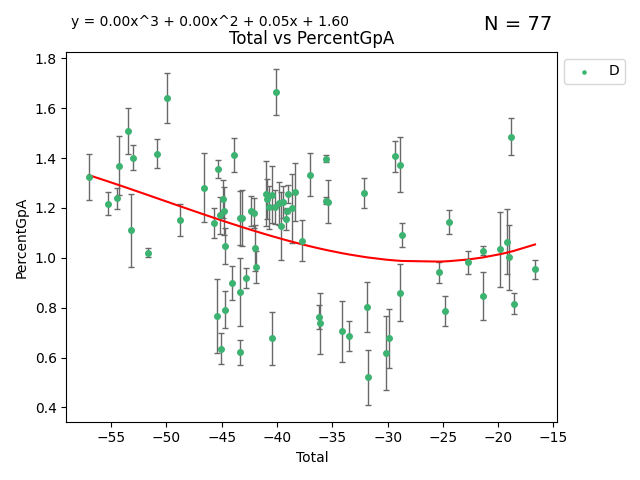 y = 0.00x^3 + 0.00x^2 + 0.05x + 1.60
N = 77
Total vs PercentGpA
D
PercentGpA
1.8
1.6
1.4
1.2
1.0
0.8
0.6
0.4
−55 −50 −45 −40 −35 −30 −25 −20 −15
Total